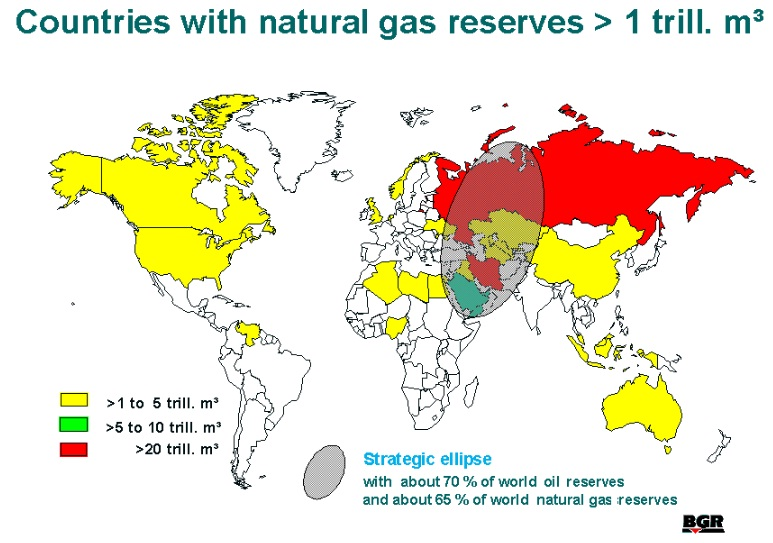 Countries with natural gas reserves > 1 trill. m³
>1 to 5 trill. m³
>5 to 10 trill. m³
>20 trill. m³
Strategic ellipse
with about 70 % of world oil reserves
and about 65 % of world natural gas reserves
BGR